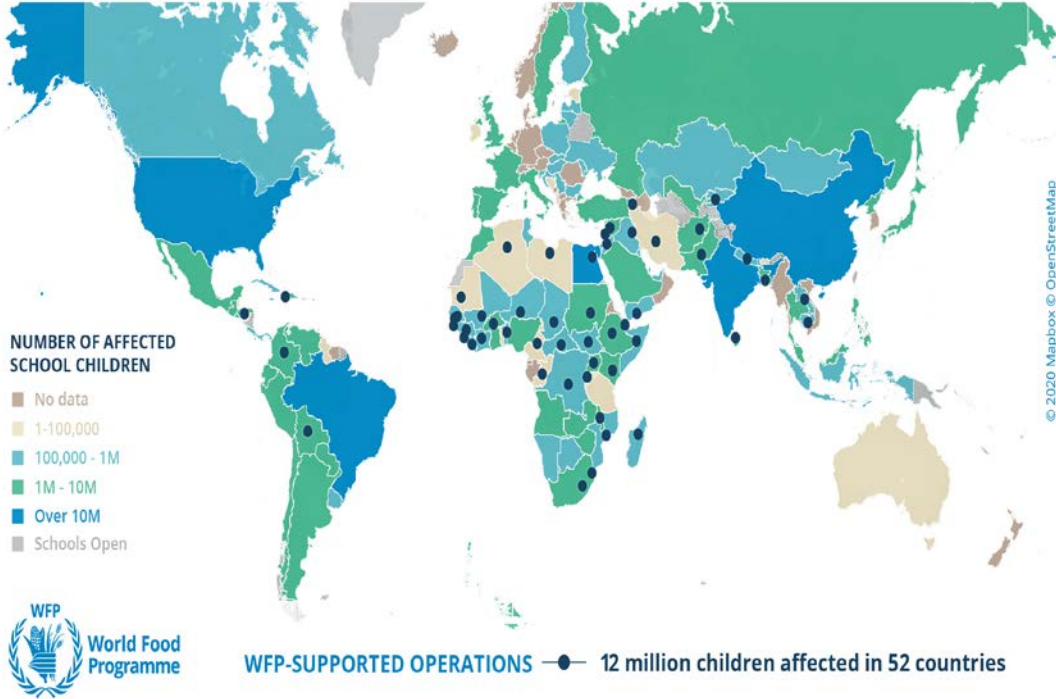 © 2020 Mapbox © OpenStreetMap
NUMBER OF AFFECTED
SCHOOL CHILDREN
No data
1-100,000
100,000 - 1M
1M - 10M
Over 10M
Schools Open
WFP
World Food
Programme
WFP-SUPPORTED OPERATIONS
12 million children affected in 52 countries